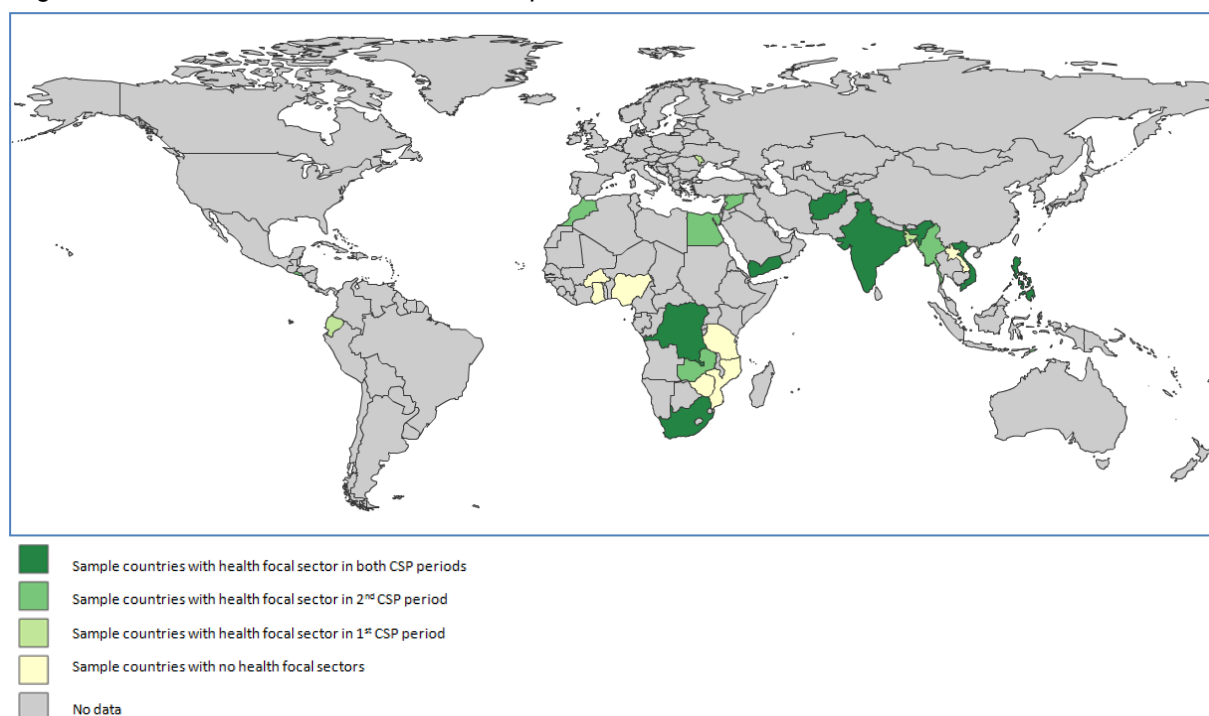 Sample countries with health focal sector in both CSP periods
Sample countries with health focal sector in 2nd CSP period
Sample countries with health focal sector in 1st CSP period
Sample countries with no health focal sectors
No data